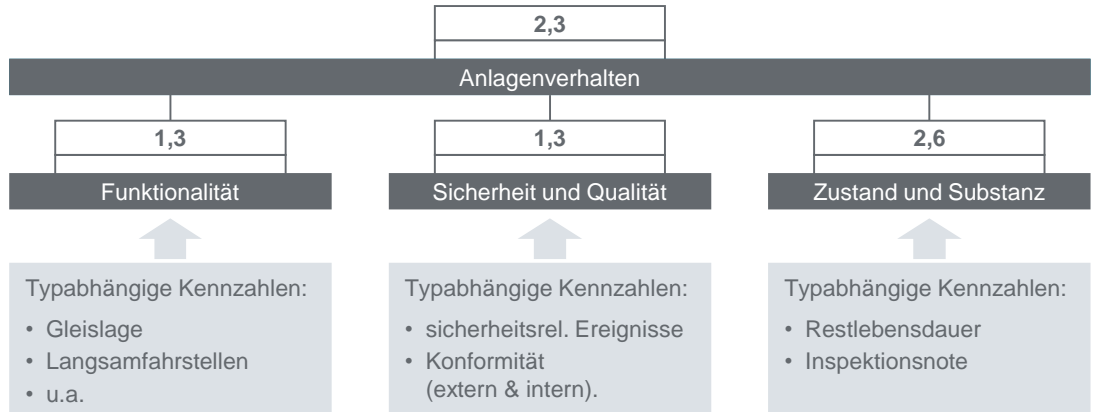 2,3
Anlagenverhalten
1,3
1,3
2,6
Funktionalität
Sicherheit und Qualität
Zustand und Substanz
Typabhängige Kennzahlen:
• Gleislage
• Langsamfahrstellen
• u.a.
Typabhängige Kennzahlen:
• sicherheitsrel. Ereignisse
• Konformität
(extern & intern).
Typabhängige Kennzahlen:
• Restlebensdauer
• Inspektionsnote